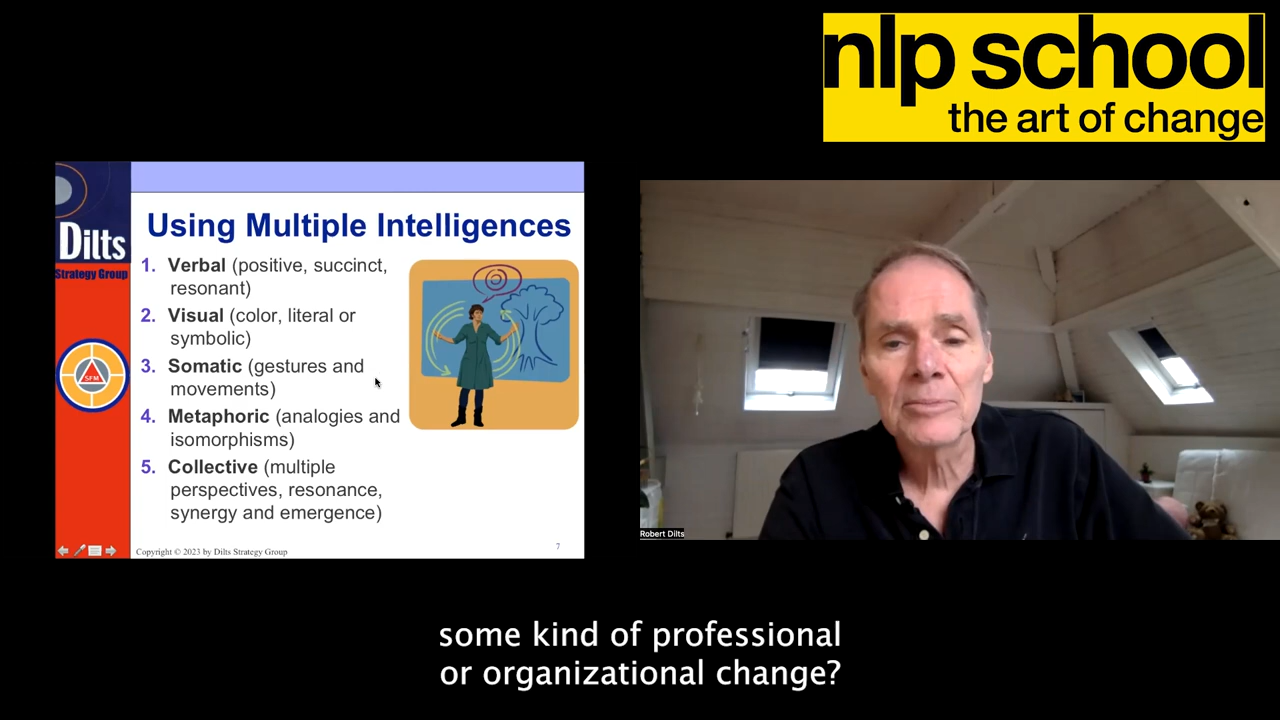 nlp school
the art of change
Dilts
Strategy Group
SFM
Using Multiple Intelligences
1. Verbal (positive, succinct,
resonant)
2. Visual (color, literal or
symbolic)
3. Somatic (gestures and
movements)
4. Metaphoric (analogies and
isomorphisms)
5. Collective (multiple
perspectives, resonance,
synergy and emergence)
Copyright © 2023 by Dilts Strategy Group
7
Robert Dilts
some kind of professional
or organizational change?